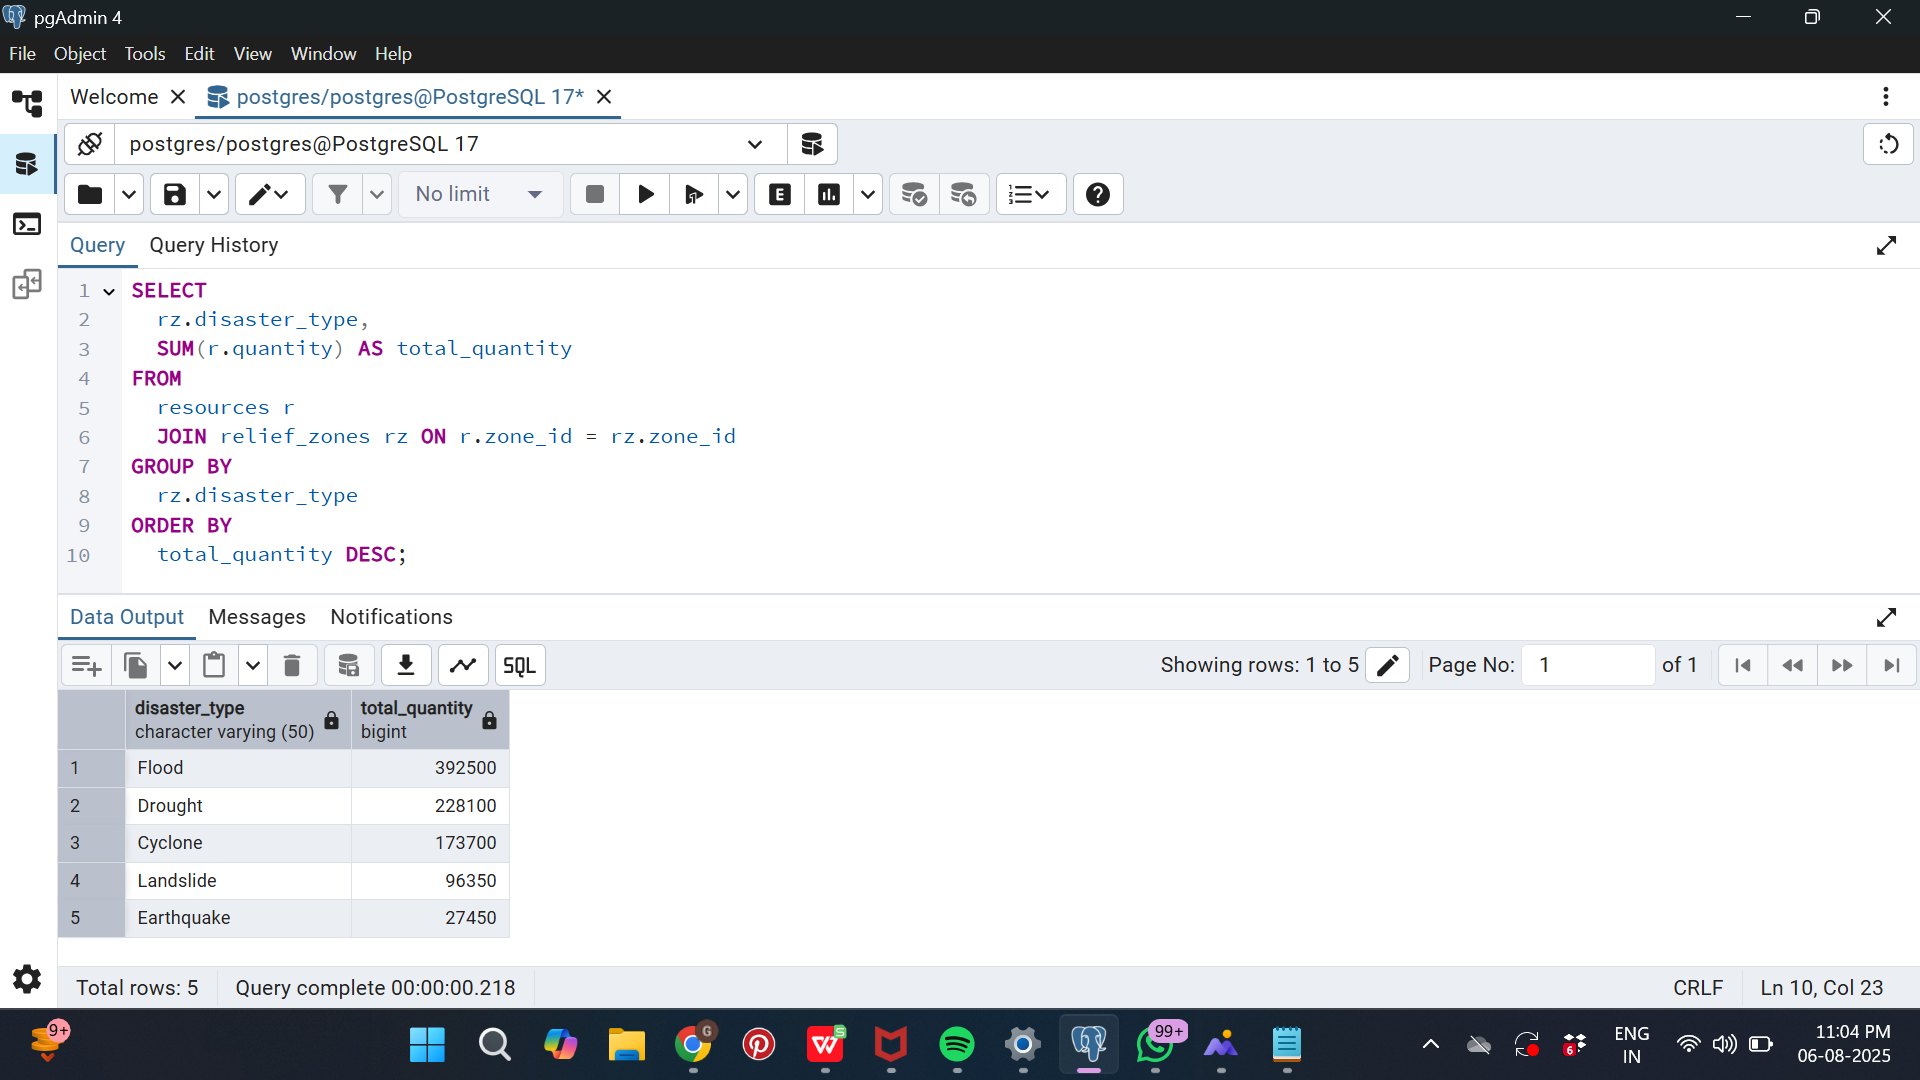 pgAdmin 4
File Object Tools Edit View Window Help
Welcome postgres/postgres@PostgreSQL 17*
postgres/postgres@PostgreSQL 17
No limit
E
Query Query History
1 SELECT
2 rz.disaster_type,
3 SUM(r.quantity) AS total_quantity
4 FROM
5 resources r
6 JOIN relief_zones rz ON r.zone_id = rz.zone_id
7 GROUP BY
8 rz.disaster_type
9 ORDER BY
10 total_quantity DESC;
Data Output Messages Notifications
SQL Showing rows: 1 to 5 Page No: 1 of 1
disaster_type total_quantity
character varying (50) bigint
1 Flood 392500
2 Drought 228100
3 Cyclone 173700
4 Landslide 96350
5 Earthquake 27450
Total rows: 5 Query complete 00:00:00.218 CRLF Ln 10, Col 23
9+ G W S 99+ 6 ENG 11:04 PM
IN 06-08-2025